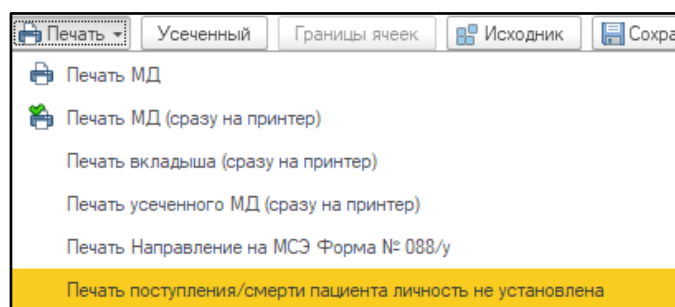 Печать Усеченный Границы ячеек Исходник Сохра
Печать МД
Печать МД (сразу на принтер)
Печать вкладыша (сразу на принтер)
Печать усеченного МД (сразу на принтер)
Печать Направление на МСЭ Форма № 088/у
Печать поступления/смерти пациента личность не установлена